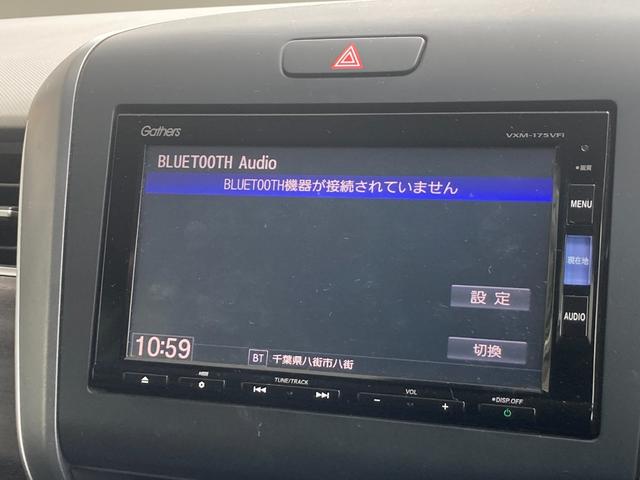 Gathers
VXM-175VFi
BLUETOOTH Audio
BLUETOOTH機器が接続されていません
画質
MENU
現在地
AUDIO
設定
切換
10:59
BT 千葉県八街市八街
TUNE/TRACK
VOL
DISP.OFF